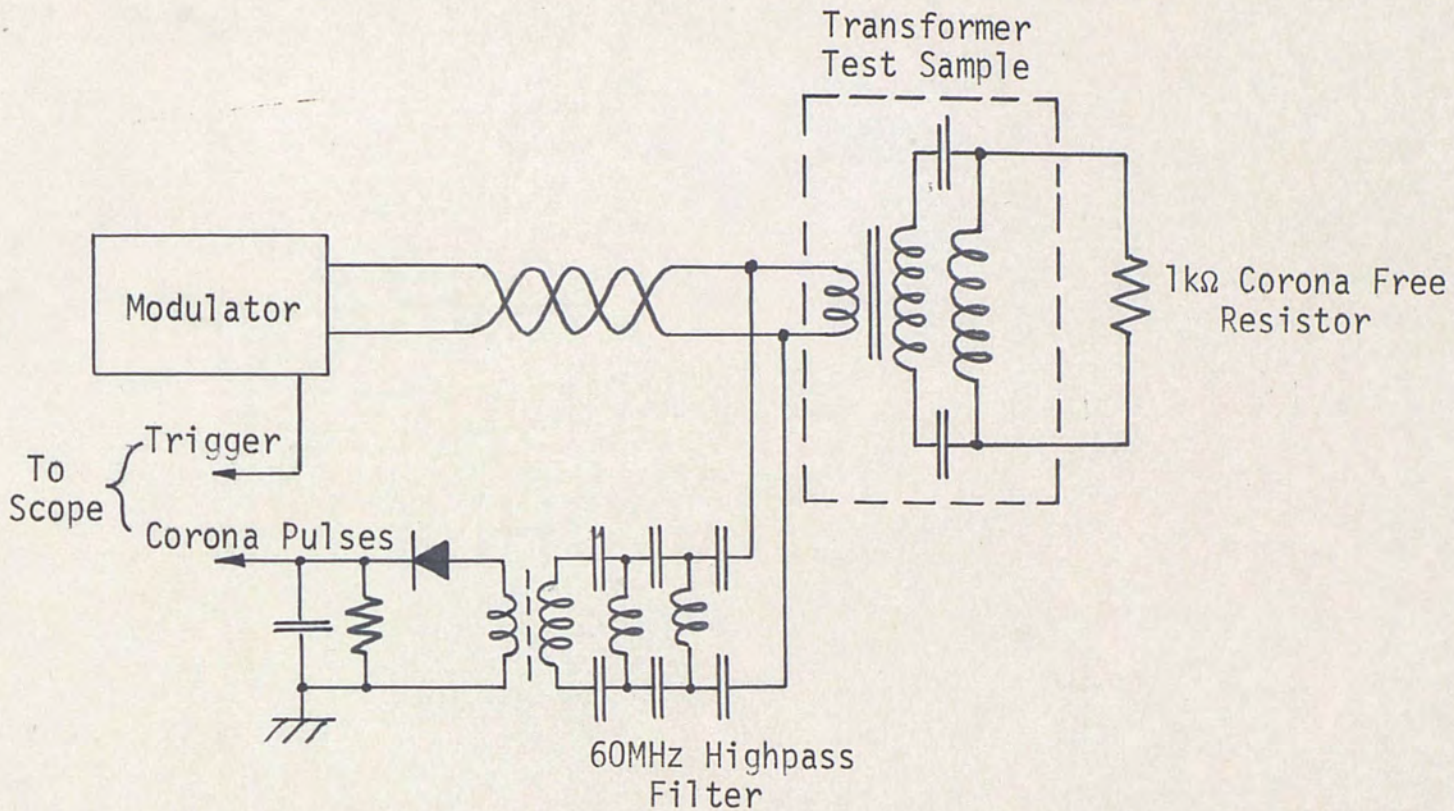 Transformer
Test Sample
Modulator
1kΩ Corona Free
Resistor
Trigger
To
Scope
Corona Pulses
60MHz Highpass
Filter